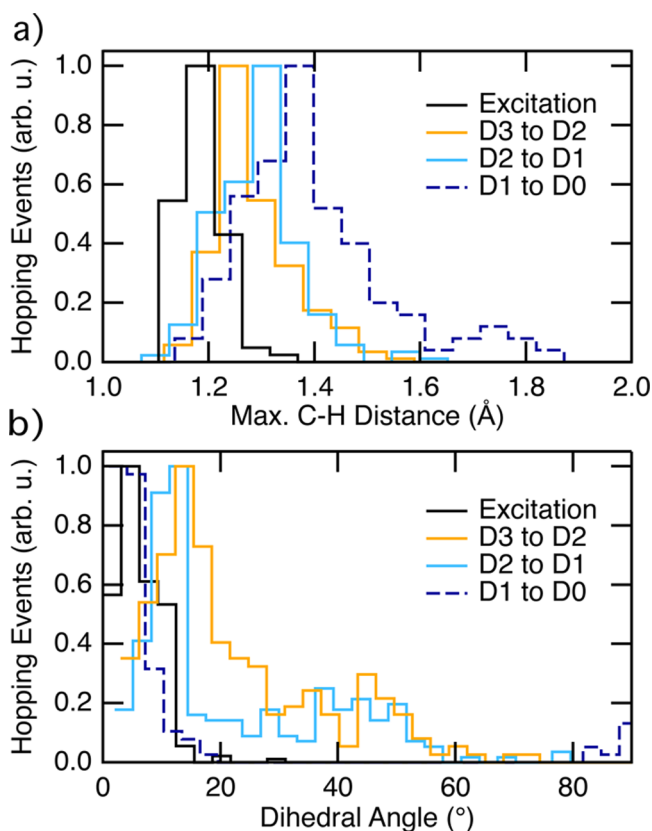 a)
Hopping Events (arb. u.)
1.0
0.8
0.6
0.4
0.2
0.0
Excitation
D3 to D2
D2 to D1
D1 to D0
1.0 1.2 1.4 1.6 1.8 2.0
Max. C-H Distance (Å)
b)
Hopping Events (arb. u.)
1.0
0.8
0.6
0.4
0.2
0.0
Excitation
D3 to D2
D2 to D1
D1 to D0
0 20 40 60 80
Dihedral Angle (°)